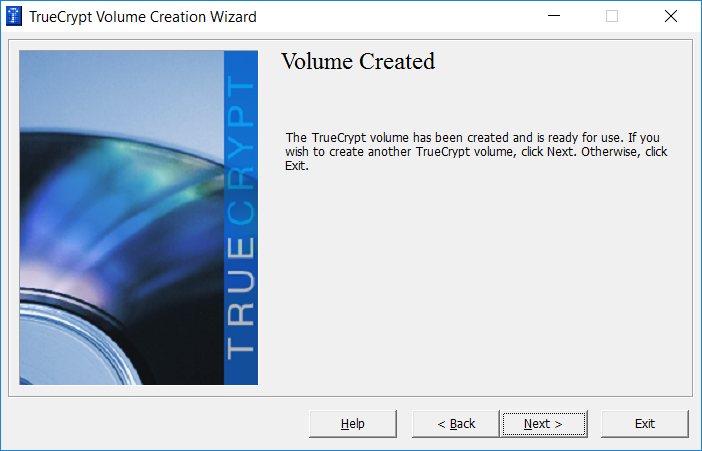 TrueCrypt Volume Creation Wizard
TRUECRYPT
Volume Created
The TrueCrypt volume has been created and is ready for use. If you
wish to create another TrueCrypt volume, click Next. Otherwise, click
Exit.
Help
< Back
Next >
Exit